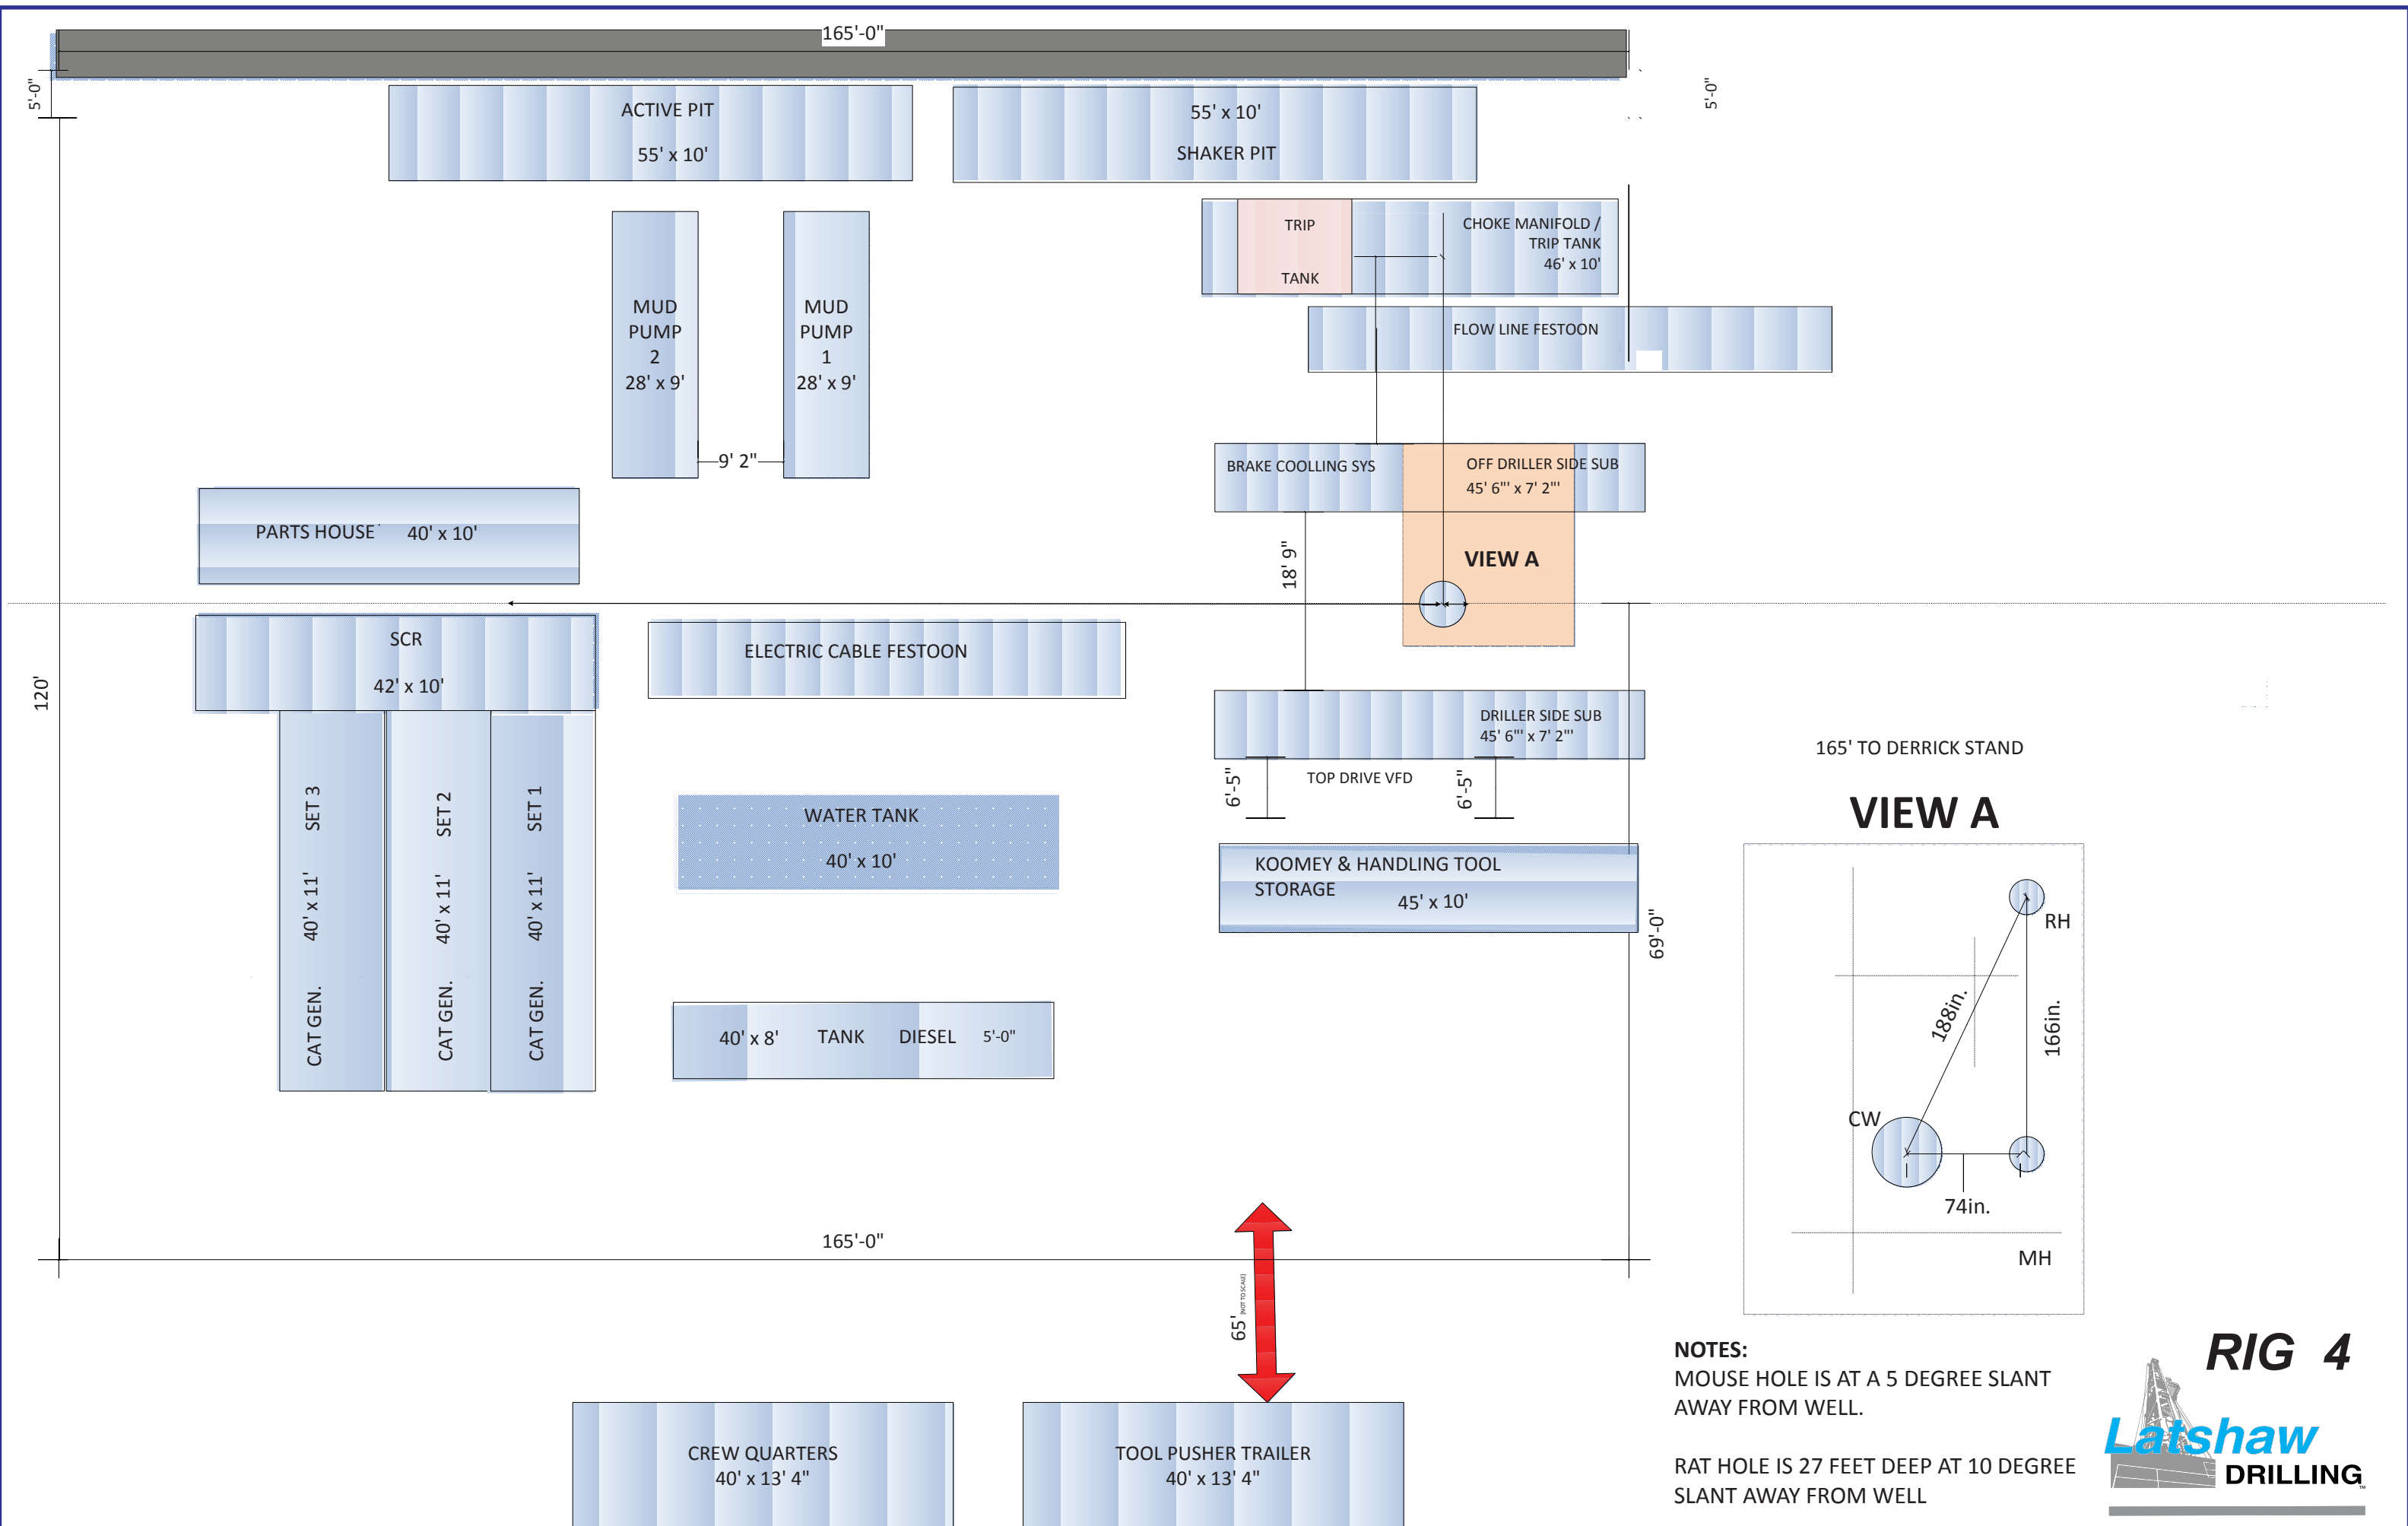 165'-0"
5'-0"
5'-0"
ACTIVE PIT
55' x 10'
55' x 10'
SHAKER PIT
TRIP
TANK
CHOKE MANIFOLD /
TRIP TANK
46' x 10'
FLOW LINE FESTOON
MUD
PUMP
2
28' x 9'
MUD
PUMP
1
28' x 9'
9' 2"
BRAKE COOLLING SYS
OFF DRILLER SIDE SUB
45' 6"' x 7' 2"'
PARTS HOUSE 40' x 10'
18' 9"
VIEW A
SCR
42' x 10'
ELECTRIC CABLE FESTOON
120'
DRILLER SIDE SUB
45' 6"' x 7' 2"'
6'-5"
TOP DRIVE VFD
6'-5"
165' TO DERRICK STAND
CAT GEN. 40' x 11' SET 3
CAT GEN. 40' x 11' SET 2
CAT GEN. 40' x 11' SET 1
WATER TANK
40' x 10'
KOOMEY & HANDLING TOOL
STORAGE 45' x 10'
69'-0"
40' x 8' TANK DIESEL 5'-0"
VIEW A
RH
188in.
166in.
CW
74in.
MH
165'-0"
65' [NOT TO SCALE]
CREW QUARTERS
40' x 13' 4"
TOOL PUSHER TRAILER
40' x 13' 4"
NOTES:
MOUSE HOLE IS AT A 5 DEGREE SLANT
AWAY FROM WELL.
RAT HOLE IS 27 FEET DEEP AT 10 DEGREE
SLANT AWAY FROM WELL
RIG 4
Latshaw
DRILLING™